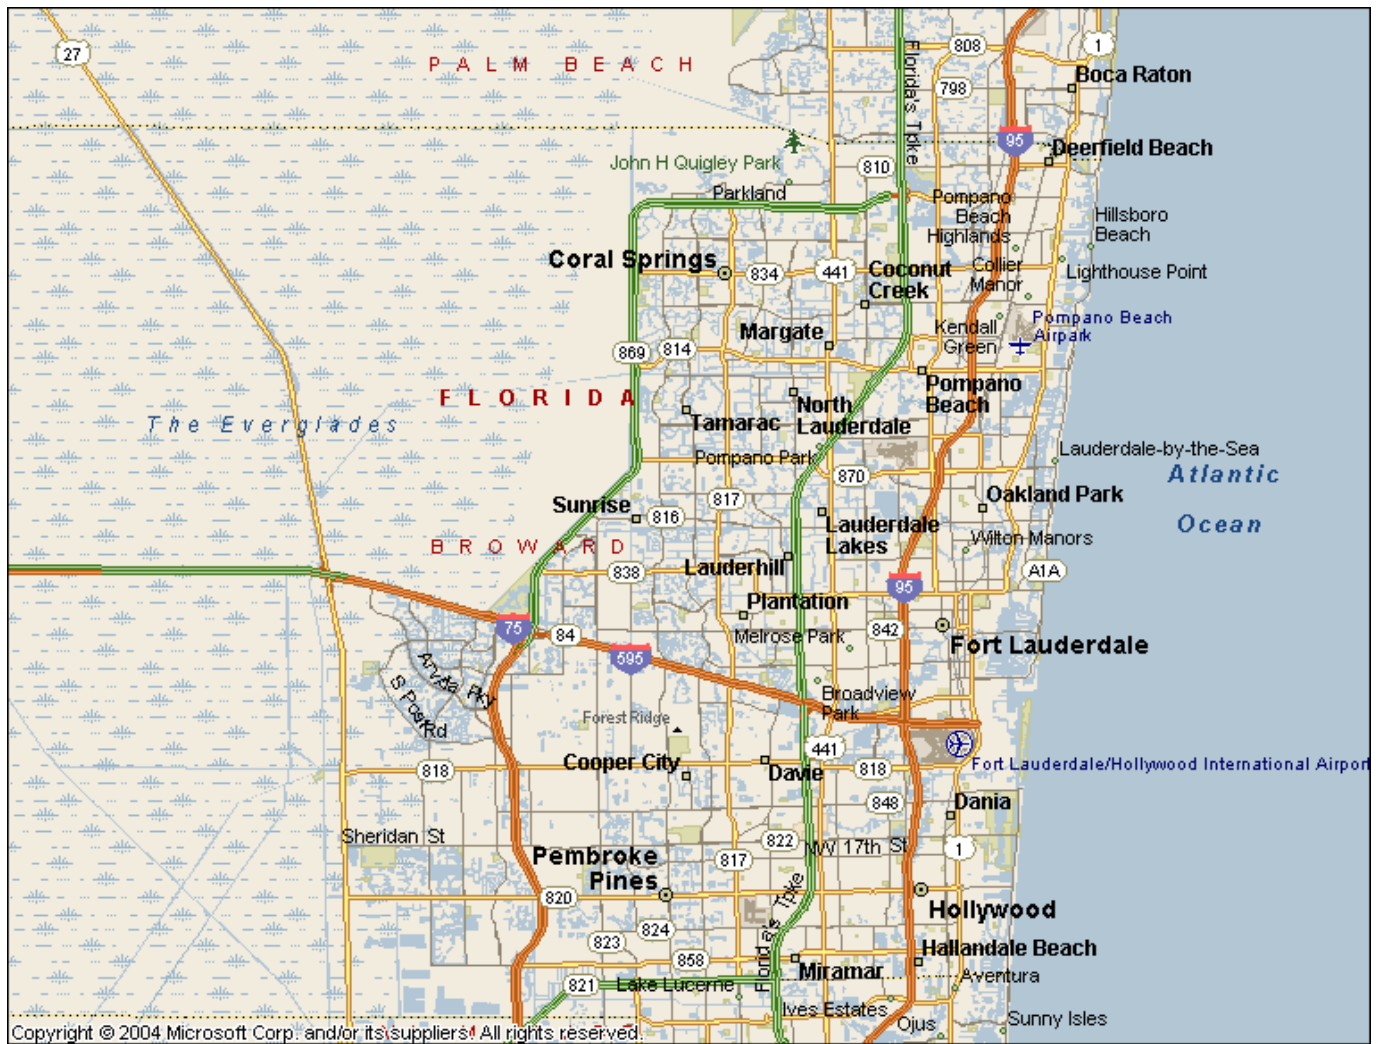 27
PALM BEACH
Florida's Tpke
808
1
Boca Raton
798
95
Deerfield Beach
John H Quigley Park
810
Parkland
Pompano
Beach
Highlands
Hillsboro
Beach
Coral Springs
834
441
Coconut
Creek
Collier
Manor
Lighthouse Point
Margate
Kendall
Green
Pompano Beach
Airpark
869
814
FLORIDA
Pompano
Beach
The Everglades
Tamarac
North
Lauderdale
Pompano Park
870
Lauderdale-by-the-Sea
Atlantic
Ocean
Sunrise
816
817
Oakland Park
Lauderdale
Lakes
Wilton Manors
BROWARD
Lauderhill
838
95
A1A
Plantation
75
84
Melrose Park
842
Fort Lauderdale
595
Arvida Pky
S Post Rd
Broadview
Park
Forest Ridge
441
Cooper City
Davie
818
818
Fort Lauderdale/Hollywood International Airport
848
Dania
Sheridan St
822
NW 17th St
1
Pembroke
Pines
817
820
Florida's Tpke
Hollywood
824
823
858
Hallandale Beach
Miramar
Aventura
821
Lake Lucerne
Ives Estates
Ojus
Sunny Isles
Copyright © 2004 Microsoft Corp. and/or its suppliers. All rights reserved.